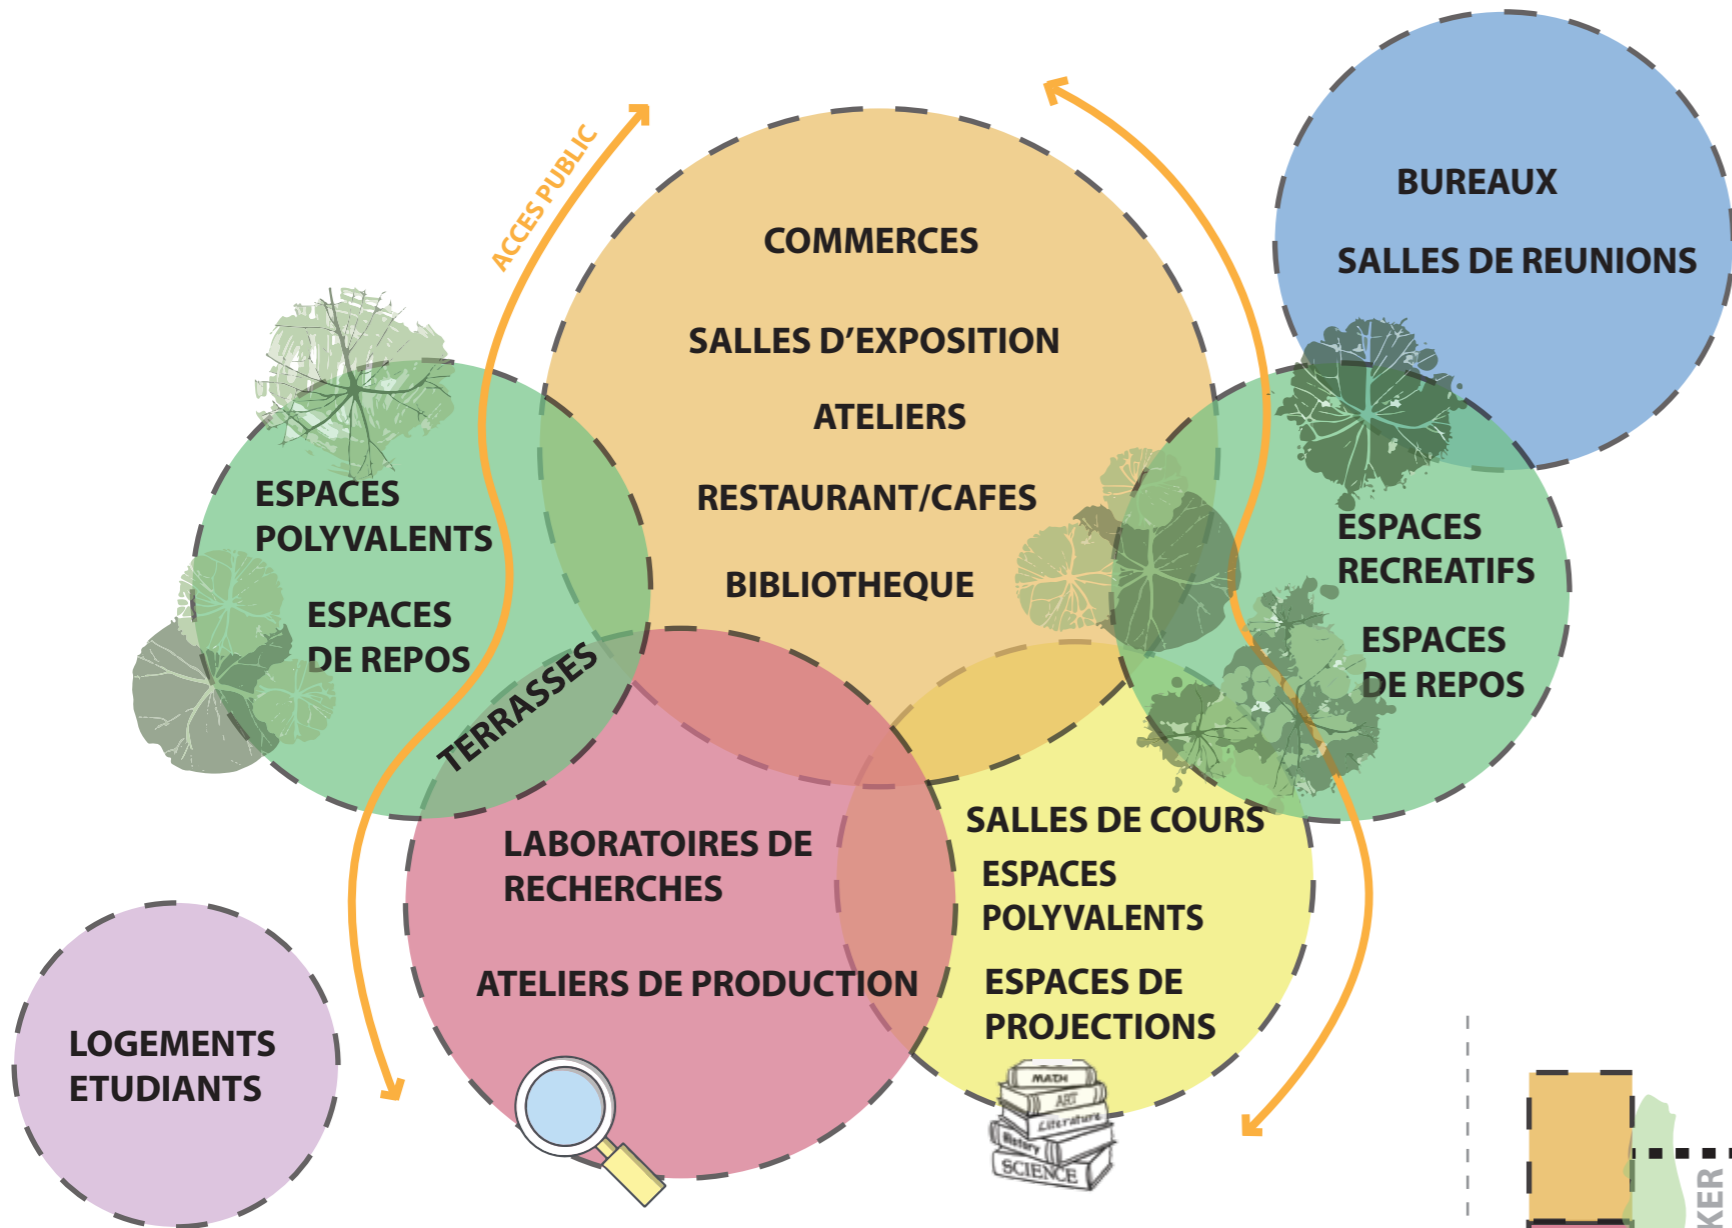 ACCES PUBLIC
COMMERCES
SALLES D'EXPOSITION
ATELIERS
RESTAURANT/CAFES
BIBLIOTHEQUE
BUREAUX
SALLES DE REUNIONS
ESPACES
POLYVALENTS
ESPACES
DE REPOS
TERRASSES
ESPACES
RECREATIFS
ESPACES
DE REPOS
LABORATOIRES DE
RECHERCHES
ATELIERS DE PRODUCTION
SALLES DE COURS
ESPACES
POLYVALENTS
ESPACES DE
PROJECTIONS
LOGEMENTS
ETUDIANTS
MATH
ART
Literature
History
SCIENCE
KER